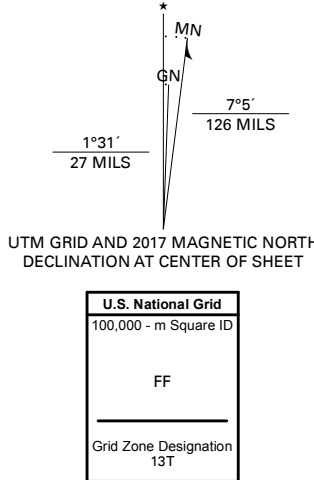 ★
MN
GN
7°5´
126 MILS
1°31´
27 MILS
UTM GRID AND 2017 MAGNETIC NORTH
DECLINATION AT CENTER OF SHEET
U.S. National Grid
100,000 - m Square ID
FF
Grid Zone Designation
13T